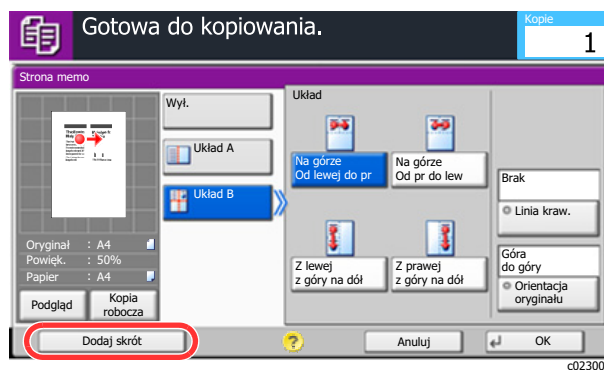 Gotowa do kopiowania.
Kopie
1
Strona memo
Wył.
Układ A
Układ B
Układ
Na górze
Od lewej do pr
Na górze
Od pr do lew
Z lewej
z góry na dół
Z prawej
z góry na dół
Brak
Linia kraw.
Góra
do góry
Orientacja
oryginału
Oryginał : A4
Powięk. : 50%
Papier : A4
Podgląd
Kopia
robocza
Dodaj skrót
?
Anuluj
OK
c02300